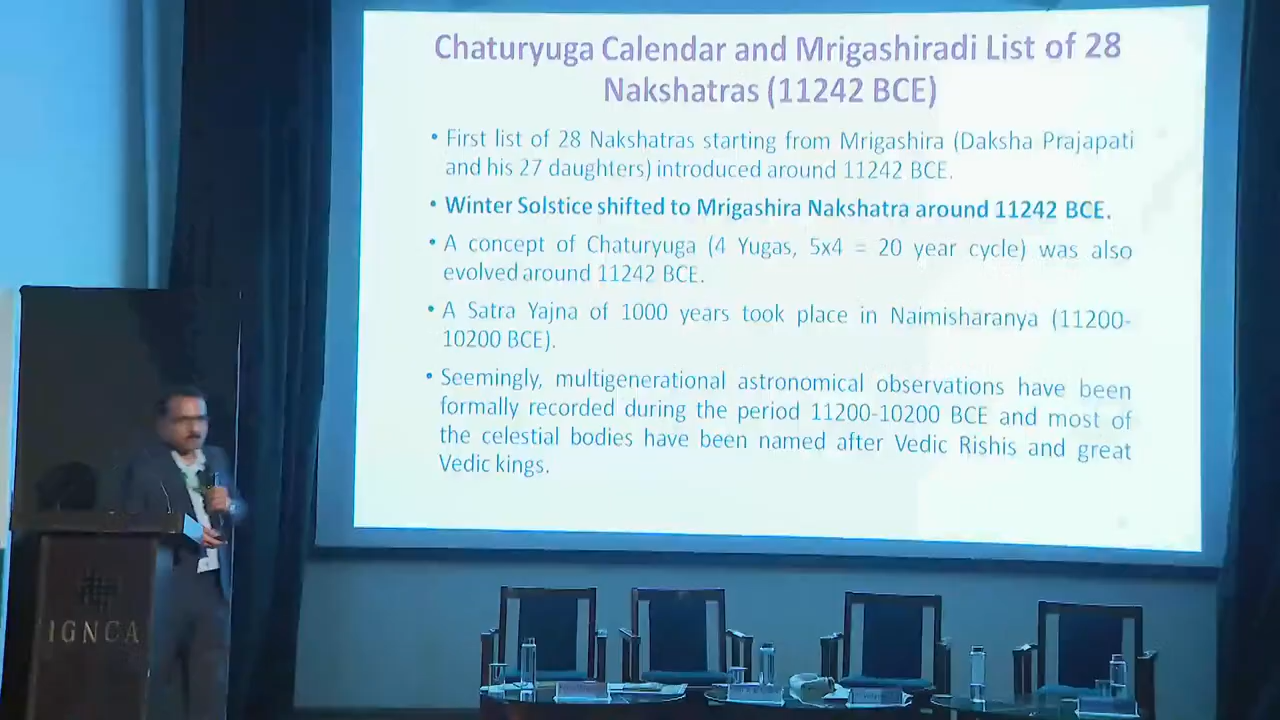 Chaturyuga Calendar and Mrigashiradi List of 28
Nakshatras (11242 BCE)
• First list of 28 Nakshatras starting from Mrigashira (Daksha Prajapati
and his 27 daughters) introduced around 11242 BCE.
• Winter Solstice shifted to Mrigashira Nakshatra around 11242 BCE.
• A concept of Chaturyuga (4 Yugas, 5x4 = 20 year cycle) was also
evolved around 11242 BCE.
• A Satra Yajna of 1000 years took place in Naimisharanya (11200-
10200 BCE).
• Seemingly, multigenerational astronomical observations have been
formally recorded during the period 11200-10200 BCE and most of
the celestial bodies have been named after Vedic Rishis and great
Vedic kings.
IGNCA